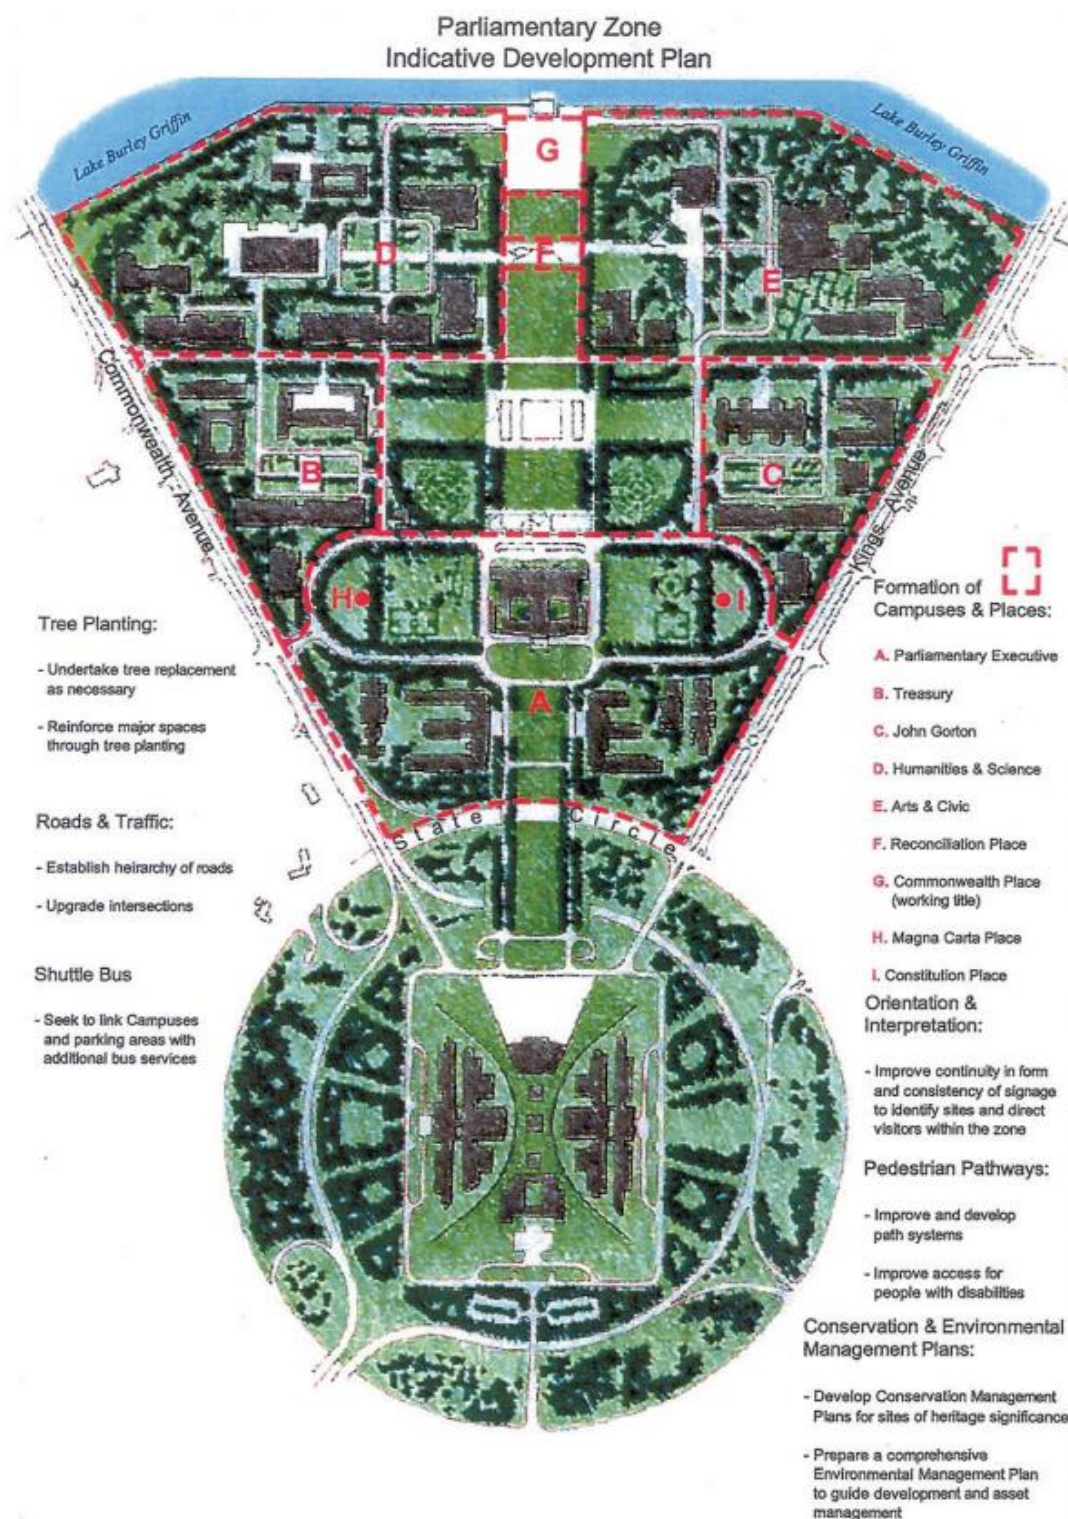 Parliamentary Zone
Indicative Development Plan
Lake Burley Griffin
Lake Burley Griffin
G
D
F
E
Commonwealth Avenue
B
C
Kings Avenue
H
I
A
State Circle
Tree Planting:
- Undertake tree replacement
as necessary
- Reinforce major spaces
through tree planting
Roads & Traffic:
- Establish heirarchy of roads
- Upgrade intersections
Shuttle Bus
- Seek to link Campuses
and parking areas with
additional bus services
Formation of
Campuses & Places:
A. Parliamentary Executive
B. Treasury
C. John Gorton
D. Humanities & Science
E. Arts & Civic
F. Reconciliation Place
G. Commonwealth Place
(working title)
H. Magna Carta Place
I. Constitution Place
Orientation &
Interpretation:
- Improve continuity in form
and consistency of signage
to identify sites and direct
visitors within the zone
Pedestrian Pathways:
- Improve and develop
path systems
- Improve access for
people with disabilities
Conservation & Environmental
Management Plans:
- Develop Conservation Management
Plans for sites of heritage significance
- Prepare a comprehensive
Environmental Management Plan
to guide development and asset
management